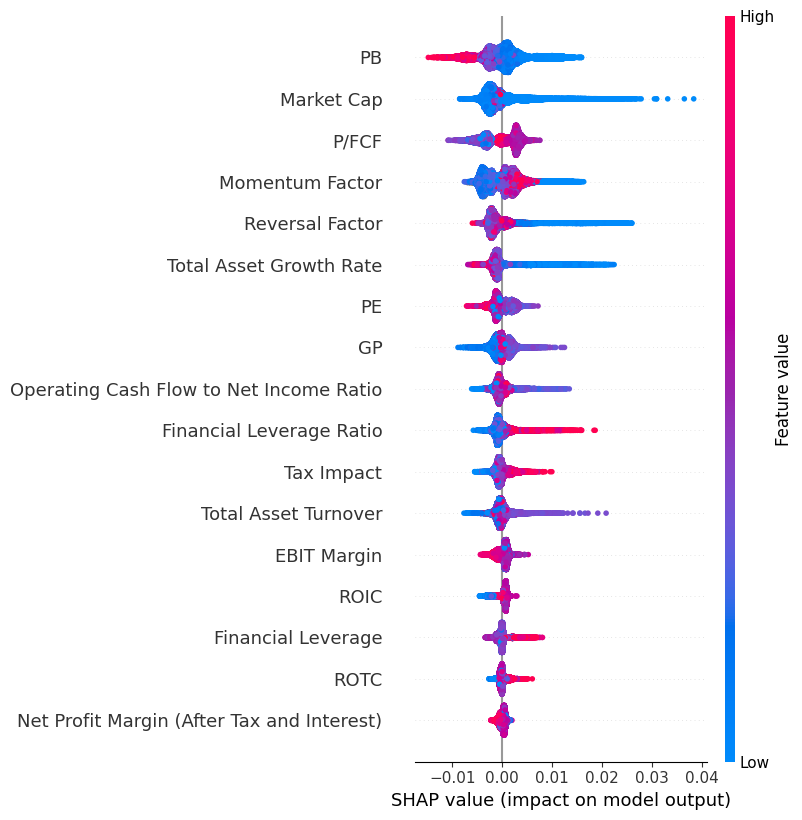 High
PB
Market Cap
P/FCF
Momentum Factor
Reversal Factor
Total Asset Growth Rate
PE
GP
Operating Cash Flow to Net Income Ratio
Financial Leverage Ratio
Tax Impact
Total Asset Turnover
EBIT Margin
ROIC
Financial Leverage
ROTC
Net Profit Margin (After Tax and Interest)
Feature value
Low
−0.01 0.00 0.01 0.02 0.03 0.04
SHAP value (impact on model output)